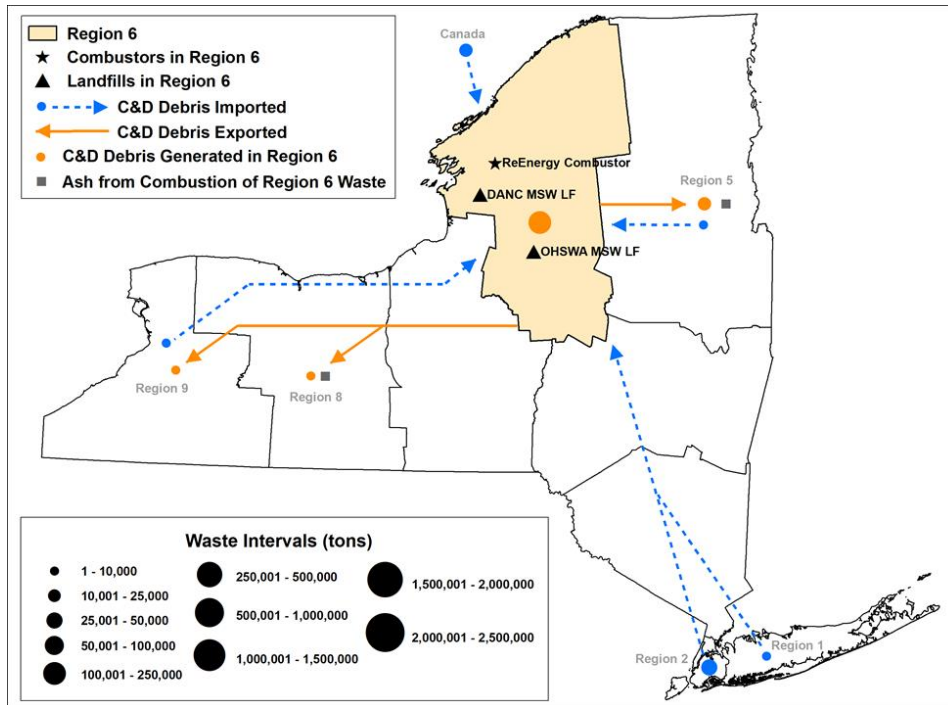 Region 6
Combustors in Region 6
Landfills in Region 6
C&D Debris Imported
C&D Debris Exported
C&D Debris Generated in Region 6
Ash from Combustion of Region 6 Waste
Canada
ReEnergy Combustor
DANC MSW LF
Region 5
OHSWA MSW LF
Region 9
Region 8
Waste Intervals (tons)
1 - 10,000
10,001 - 25,000
25,001 - 50,000
50,001 - 100,000
100,001 - 250,000
250,001 - 500,000
500,001 - 1,000,000
1,000,001 - 1,500,000
1,500,001 - 2,000,000
2,000,001 - 2,500,000
Region 2
Region 1